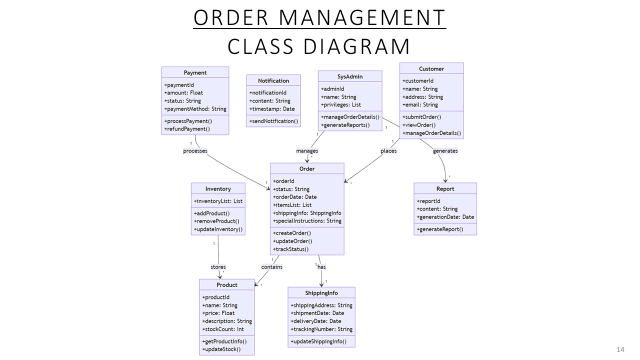 ORDER MANAGEMENT
CLASS DIAGRAM
Payment
+paymentId
+amount: Float
+status: String
+paymentMethod: String
+processPayment()
+refundPayment()
Notification
+notificationId
+content: String
+timestamp: Date
+sendNotification()
SysAdmin
+adminId
+name: String
+privileges: List
+manageOrderDetails()
+generateReports()
Customer
+customerId
+name: String
+address: String
+email: String
+submitOrder()
+viewOrder()
+manageOrderDetails()
processes
manages
places
generates
Inventory
+inventoryList: List
+addProduct()
+removeProduct()
+updateInventory()
Order
+orderId
+status: String
+orderDate: Date
+itemsList: List
+shippingInfo: ShippingInfo
+specialInstructions: String
+createOrder()
+updateOrder()
+trackStatus()
Report
+reportId
+content: String
+generationDate: Date
+generateReport()
stores
contains
has
Product
+productId
+name: String
+price: Float
+description: String
+stockCount: Int
+getProductInfo()
+updateStock()
ShippingInfo
+shippingAddress: String
+shipmentDate: Date
+deliveryDate: Date
+trackingNumber: String
+updateShippingInfo()
14